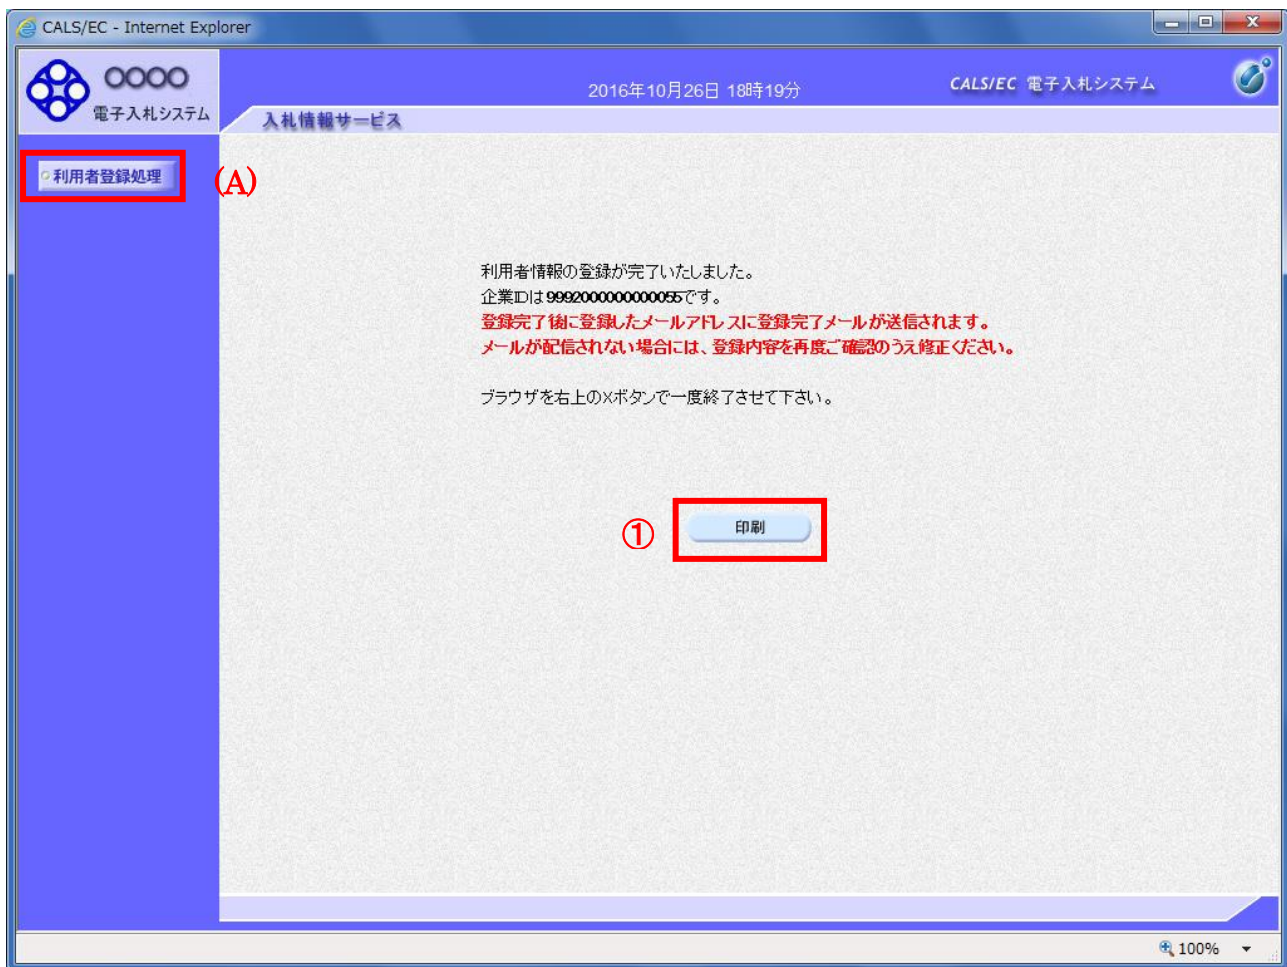 CALS/EC - Internet Explorer
○○○○
電子入札システム
2016年10月26日 18時19分
CALS/EC 電子入札システム
入札情報サービス
利用者登録処理
(A)
利用者情報の登録が完了いたしました。
企業IDは9992000000000055です。
登録完了後に登録したメールアドレスに登録完了メールが送信されます。
メールが配信されない場合には、登録内容を再度ご確認のうえ修正ください。
ブラウザを右上の×ボタンで一度終了させて下さい。
① 印刷
100%